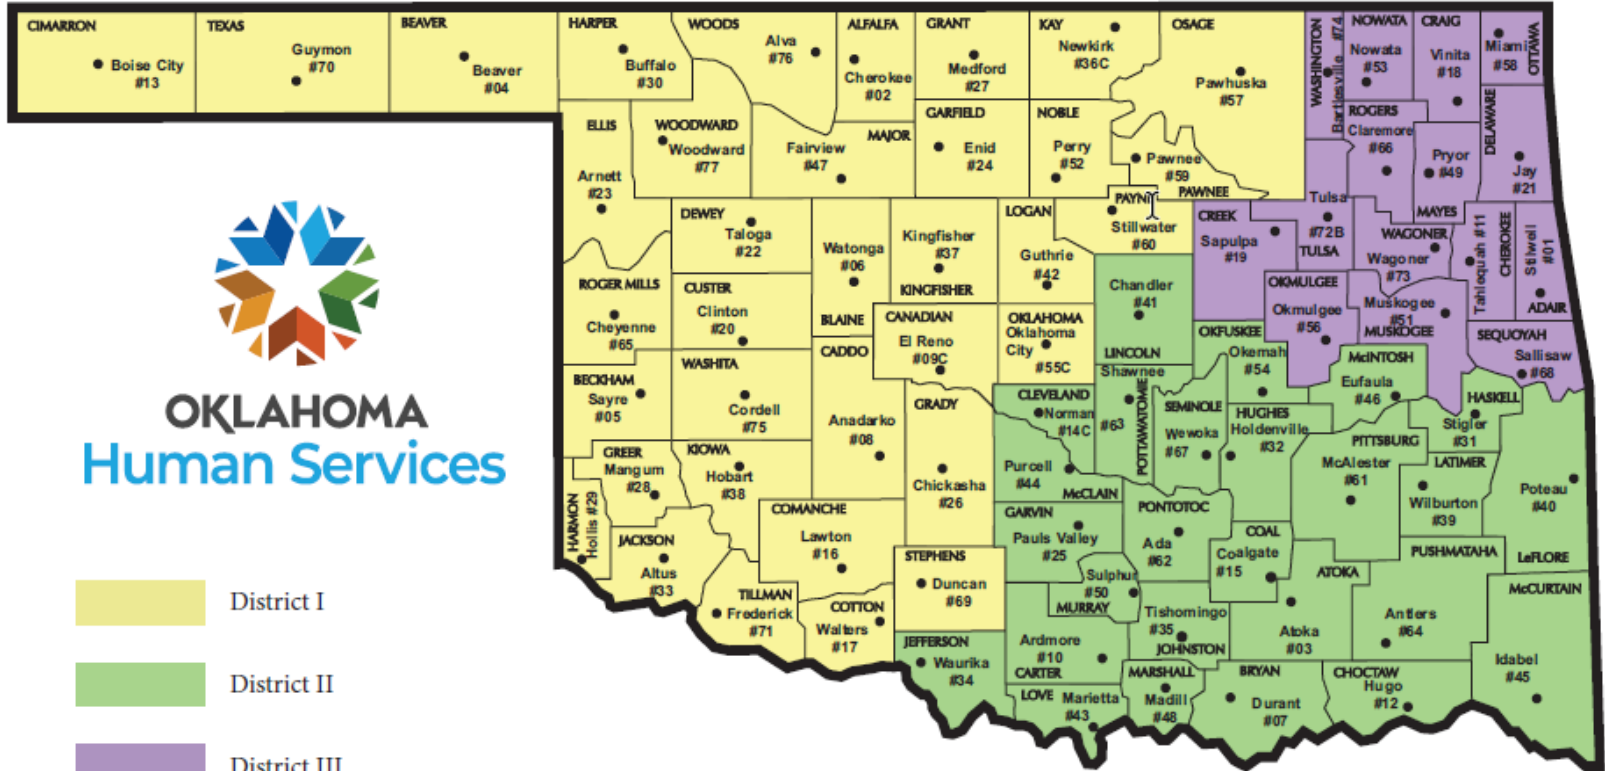 CIMARRON
Boise City
#13
TEXAS
Guymon
#70
BEAVER
Beaver
#04
HARPER
Buffalo
#30
WOODS
Alva
#76
ALFALFA
Cherokee
#02
GRANT
Medford
#27
KAY
Newkirk
#36C
OSAGE
Pawhuska
#57
WASHINGTON
Bartlesville #74
NOWATA
Nowata
#53
CRAIG
Vinita
#18
OTTAWA
Miami
#58
ELLIS
Arnett
#23
WOODWARD
Woodward
#77
MAJOR
Fairview
#47
GARFIELD
Enid
#24
NOBLE
Perry
#52
Pawnee
#59
PAWNEE
ROGERS
Claremore
#66
Pryor
#49
MAYES
DELAWARE
Jay
#21
DEWEY
Taloga
#22
Watonga
#06
BLAINE
Kingfisher
#37
KINGFISHER
LOGAN
Guthrie
#42
PAYN
Stillwater
#60
CREEK
Sapulpa
#19
Tulsa
#72B
TULSA
WAGONER
Wagoner
#73
Tahlequah #11
CHEROKEE
Stilwell
#01
ADAIR
ROGER MILLS
Cheyenne
#65
CUSTER
Clinton
#20
CANADIAN
El Reno
#09C
OKLAHOMA
Oklahoma
City
#55C
Chandler
#41
LINCOLN
OKMULGEE
Okmulgee
#56
Muskogee
#51
MUSKOGEE
SEQUOYAH
Sallisaw
#68
BECKHAM
Sayre
#05
WASHITA
Cordell
#75
CADDO
Anadarko
#08
GRADY
Chickasha
#26
CLEVELAND
Norman
#14C
Shawnee
#63
POTTAWATOMIE
SEMINOLE
Wewoka
#67
OKFUSKEE
Okemah
#54
HUGHES
Holdenville
#32
McINTOSH
Eufaula
#46
HASKELL
Stigler
#31
GREER
Mangum
#28
KIOWA
Hobart
#38
Purcell
#44
McCLAIN
PITTSBURG
McAlester
#61
LATIMER
Wilburton
#39
Poteau
#40
LeFLORE
HARMON
Hollis #29
JACKSON
Altus
#33
COMANCHE
Lawton
#16
STEPHENS
Duncan
#69
GARVIN
Pauls Valley
#25
PONTOTOC
Ada
#62
COAL
Coalgate
#15
ATOKA
Atoka
#03
PUSHMATAHA
Antlers
#64
McCURTAIN
Idabel
#45
TILLMAN
Frederick
#71
COTTON
Walters
#17
Sulphur
#50
MURRAY
Tishomingo
#35
JOHNSTON
JEFFERSON
Waurika
#34
Ardmore
#10
CARTER
LOVE
Marietta
#43
MARSHALL
Madill
#48
BRYAN
Durant
#07
CHOCTAW
Hugo
#12
OKLAHOMA
Human Services
District I
District II
District III